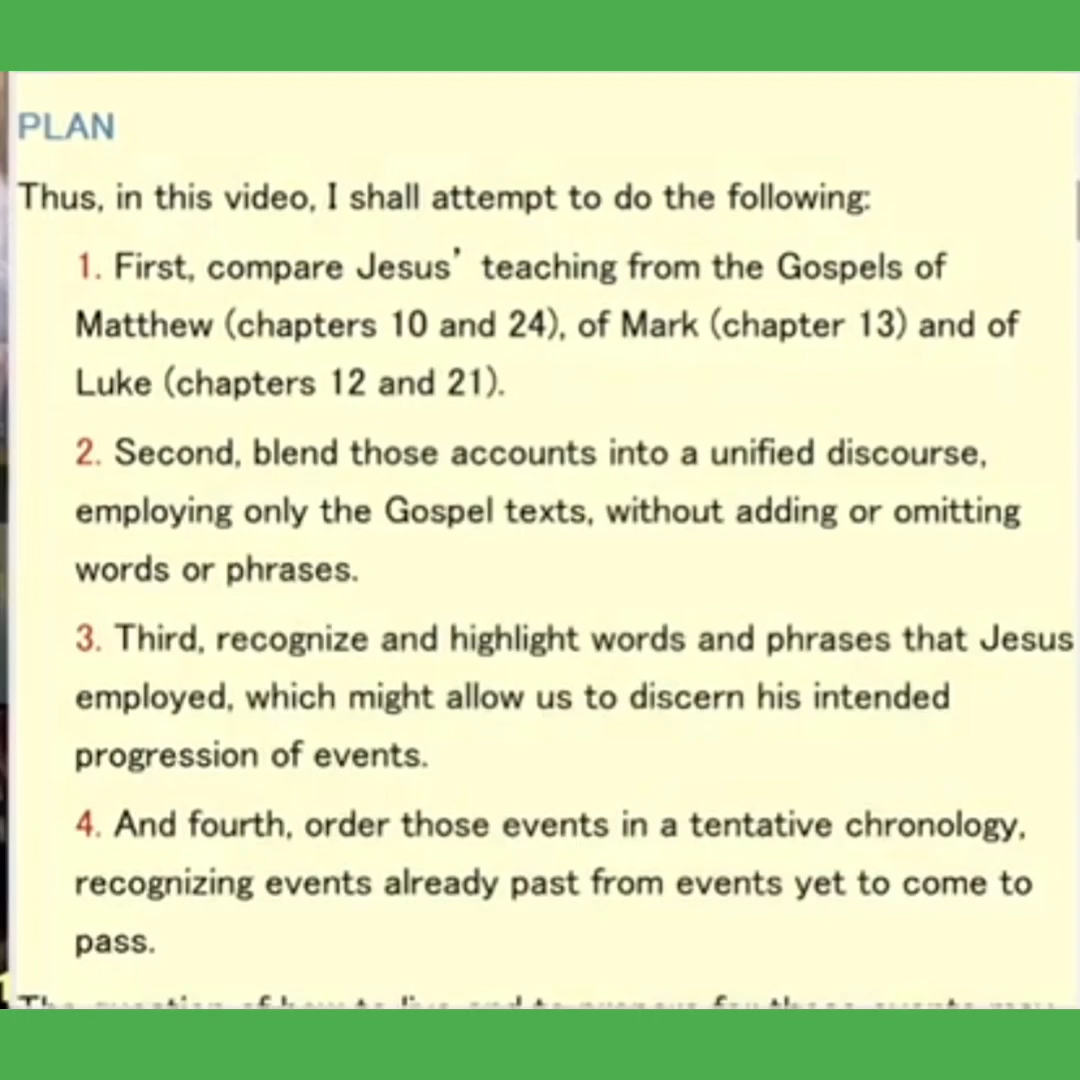 PLAN
Thus, in this video, I shall attempt to do the following:
1. First, compare Jesus’ teaching from the Gospels of
Matthew (chapters 10 and 24), of Mark (chapter 13) and of
Luke (chapters 12 and 21).
2. Second, blend those accounts into a unified discourse,
employing only the Gospel texts, without adding or omitting
words or phrases.
3. Third, recognize and highlight words and phrases that Jesus
employed, which might allow us to discern his intended
progression of events.
4. And fourth, order those events in a tentative chronology,
recognizing events already past from events yet to come to
pass.